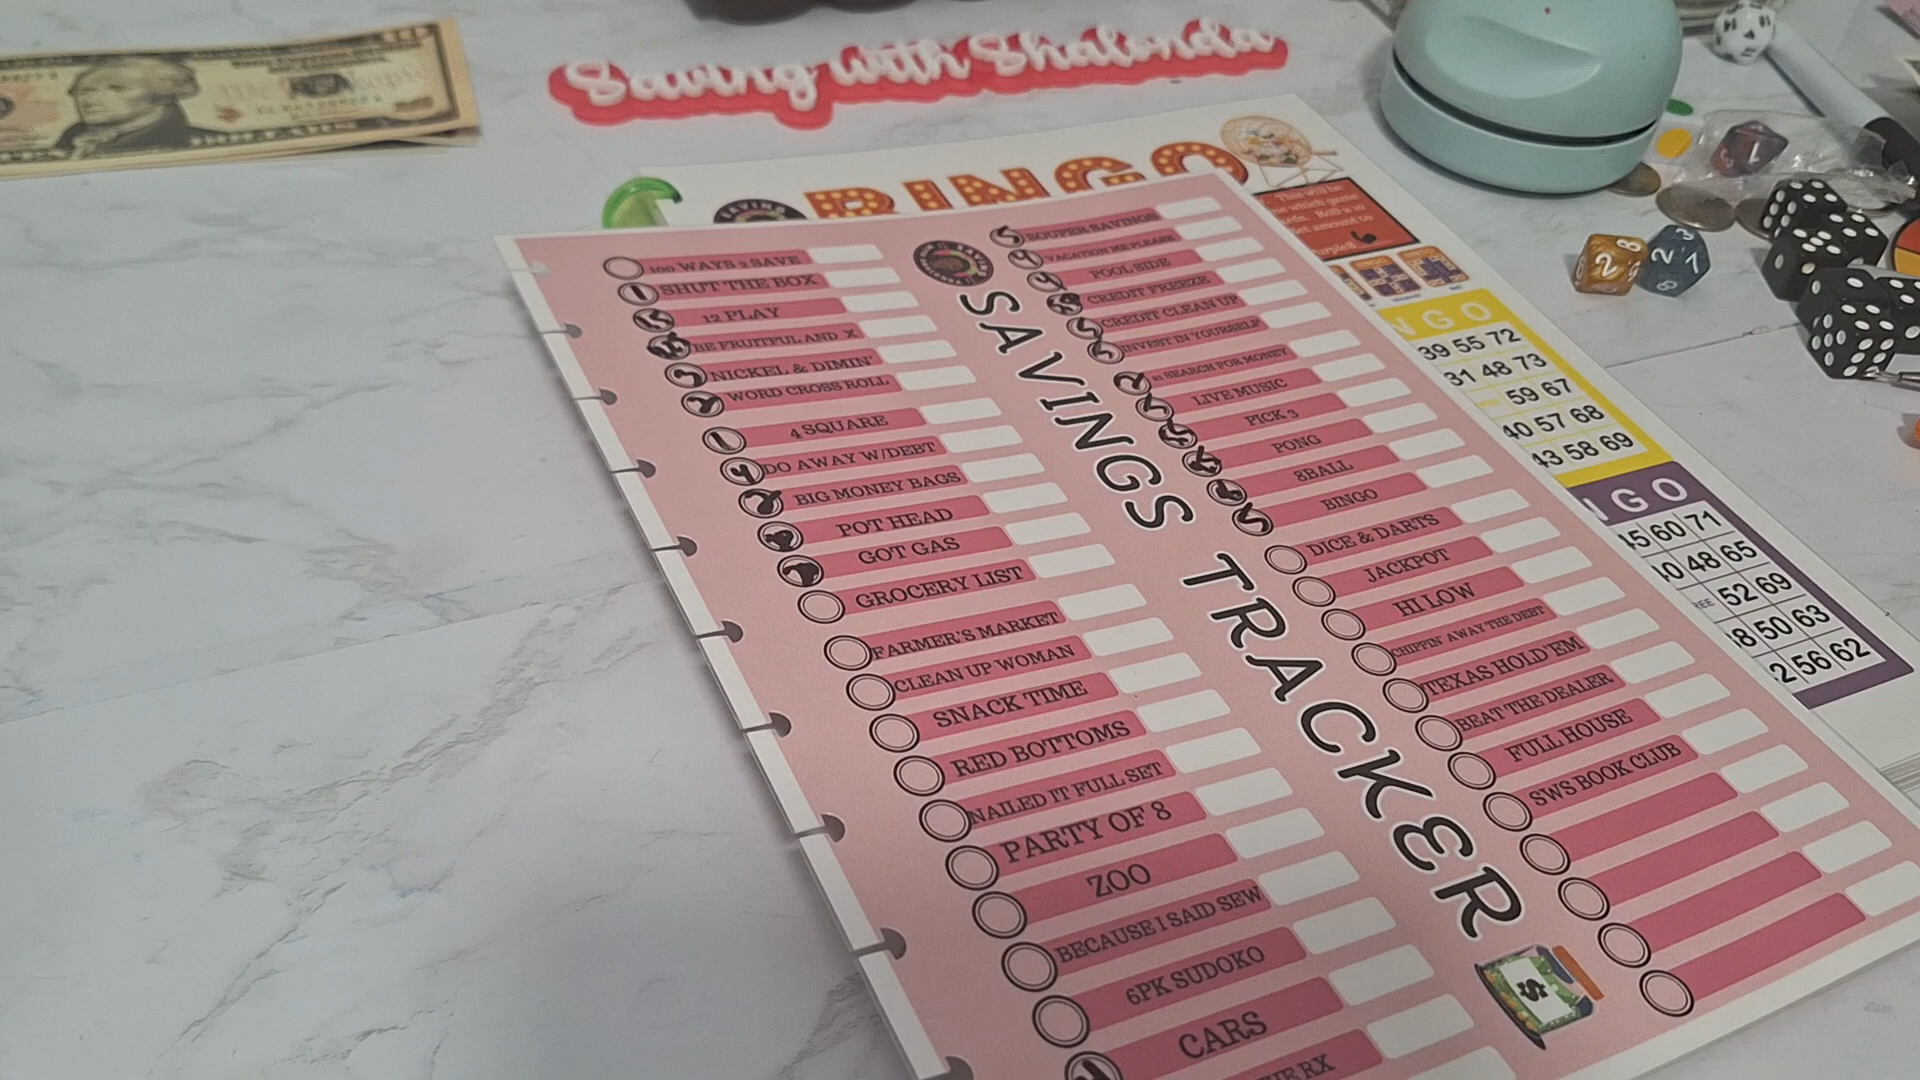 Saving with Shalonda
BINGO
SAVINGS TRACKER
100 WAYS 2 SAVE
SHUT THE BOX
12 PLAY
BE FRUITFUL AND X
NICKEL & DIMIN'
WORD CROSS ROLL
4 SQUARE
DO AWAY W/DEBT
BIG MONEY BAGS
POT HEAD
GOT GAS
GROCERY LIST
FARMER'S MARKET
CLEAN UP WOMAN
SNACK TIME
RED BOTTOMS
NAILED IT FULL SET
PARTY OF 8
ZOO
BECAUSE I SAID SEW
6PK SUDOKO
CARS
SOUPER SAVINGS
VACATION ME PLEASE
POOL SIDE
CREDIT FREEZE
CREDIT CLEAN UP
INVEST IN YOURSELF
SEARCH FOR MONEY
LIVE MUSIC
PICK 3
PONG
8BALL
BINGO
DICE & DARTS
JACKPOT
HI LOW
CHIPPIN' AWAY THE DEBT
TEXAS HOLD'EM
BEAT THE DEALER
FULL HOUSE
SWS BOOK CLUB
N G O
39 55 72
31 48 73
59 67
40 57 68
43 58 69
N G O
45 60 71
40 48 65
52 69
50 63
56 62